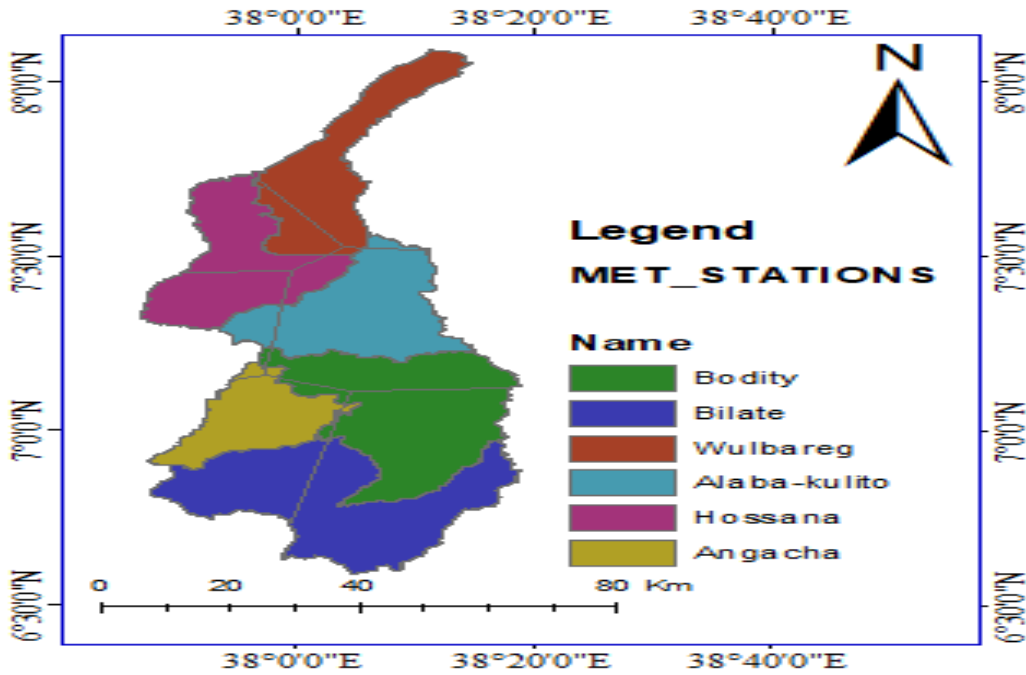 38°0'0"E 38°20'0"E 38°40'0"E
N
8°0'0"N 8°0'0"N
7°30'0"N 7°30'0"N
7°0'0"N 7°0'0"N
6°30'0"N 6°30'0"N
Legend
MET_STATIONS
Name
Bodity
Bilate
Wulbareg
Alaba-kulito
Hossana
Angacha
0 20 40 80 Km
38°0'0"E 38°20'0"E 38°40'0"E